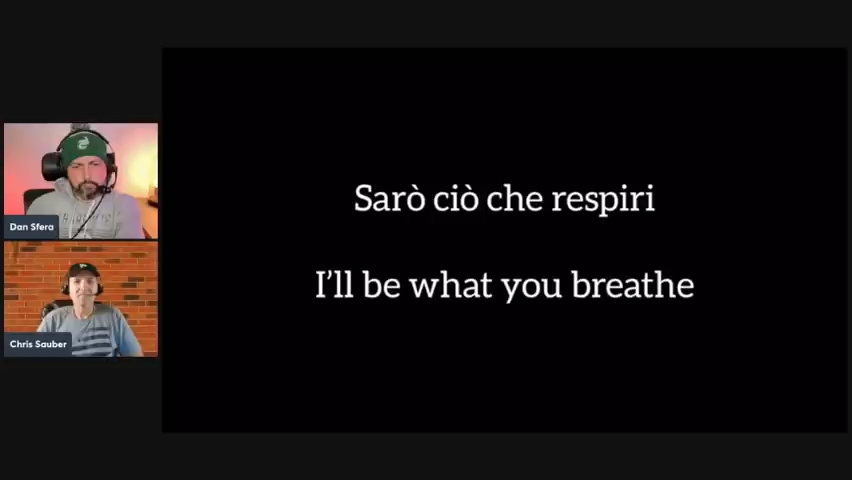 Dan Sfera
Chris Sauber
Sarò ciò che respiri
I'll be what you breathe